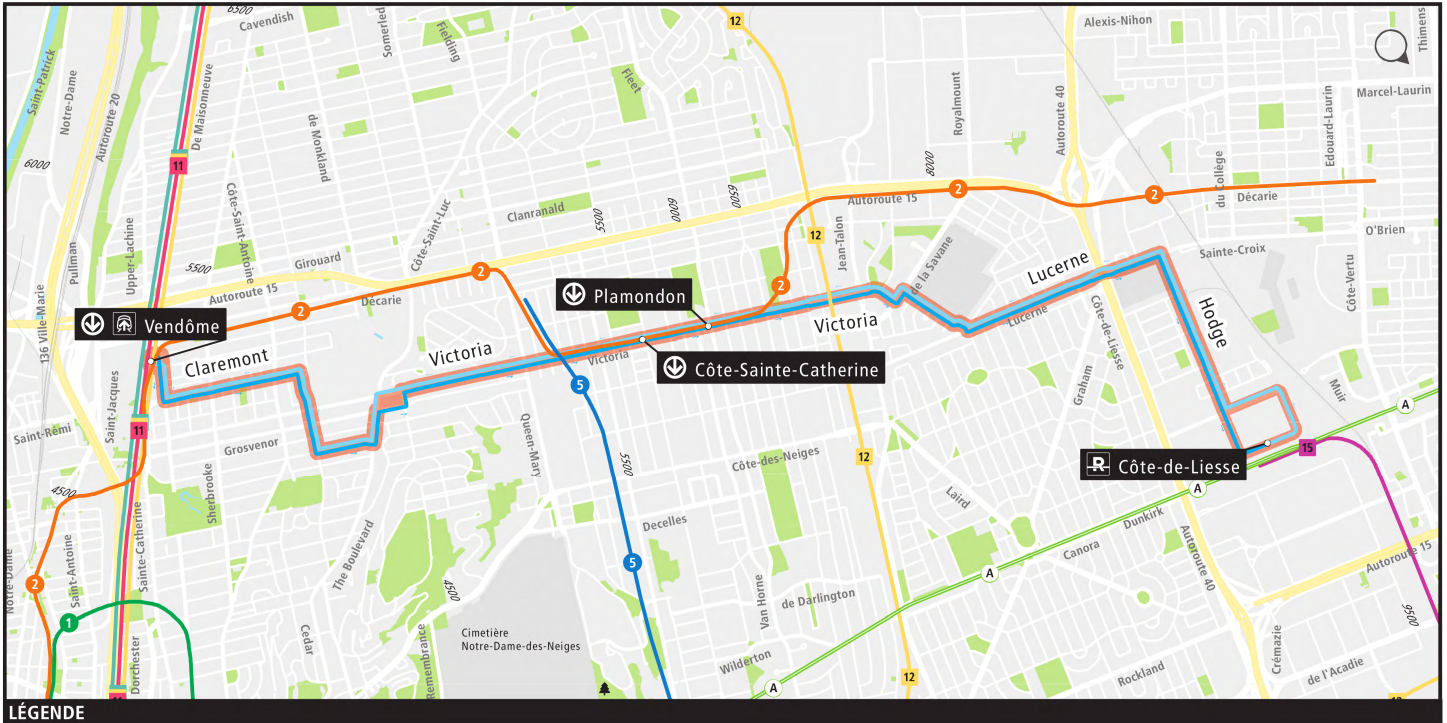 6500
Cavendish
Somerled
Fielding
12
Alexis-Nihon
Thimens
Saint-Patrick
Notre-Dame
Autoroute 20
De Maisonneuve
Fleet
Royalmount
Autoroute 40
Marcel-Laurin
6000
11
de Monkland
8000
Edouard-Laurin
du Collège
Côte-Saint-Antoine
Côte-Saint-Luc
Clanranald
5500
6000
6500
Autoroute 15
2
2
Décarie
Pullman
Upper-Lachine
5500
Girouard
12
Jean-Talon
de la Savane
Sainte-Croix
O'Brien
Autoroute 15
Décarie
2
2
2
Plamondon
Lucerne
Côte-Vertu
136 Ville-Marie
Vendôme
Claremont
Victoria
Victoria
Victoria
Lucerne
Côte-de-Liesse
Hodge
Côte-Sainte-Catherine
5
Graham
Muir
A
Saint-Jacques
Saint-Rémi
11
Grosvenor
Queen-Mary
Côte-des-Neiges
12
15
R Côte-de-Liesse
5500
4500
Sherbrooke
Laird
A
Sainte-Catherine
Decelles
Dunkirk
Canora
Autoroute 40
Autoroute 15
Notre-Dame
Saint-Antoine
2
The Boulevard
4500
5
A
Van Horne
de Darlington
9500
1
Cedar
Remembrance
Cimetière
Notre-Dame-des-Neiges
Crémazie
Dorchester
Wilderton
12
Rockland
de l'Acadie
A
11
12
LÉGENDE